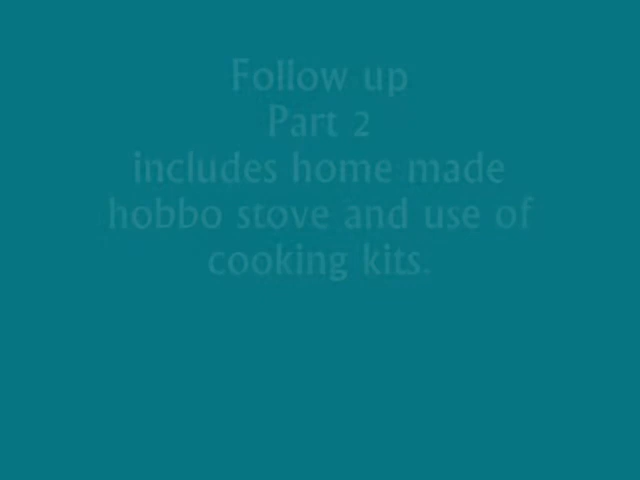 Follow up
Part 2
includes home made
hobbo stove and use of
cooking kits.